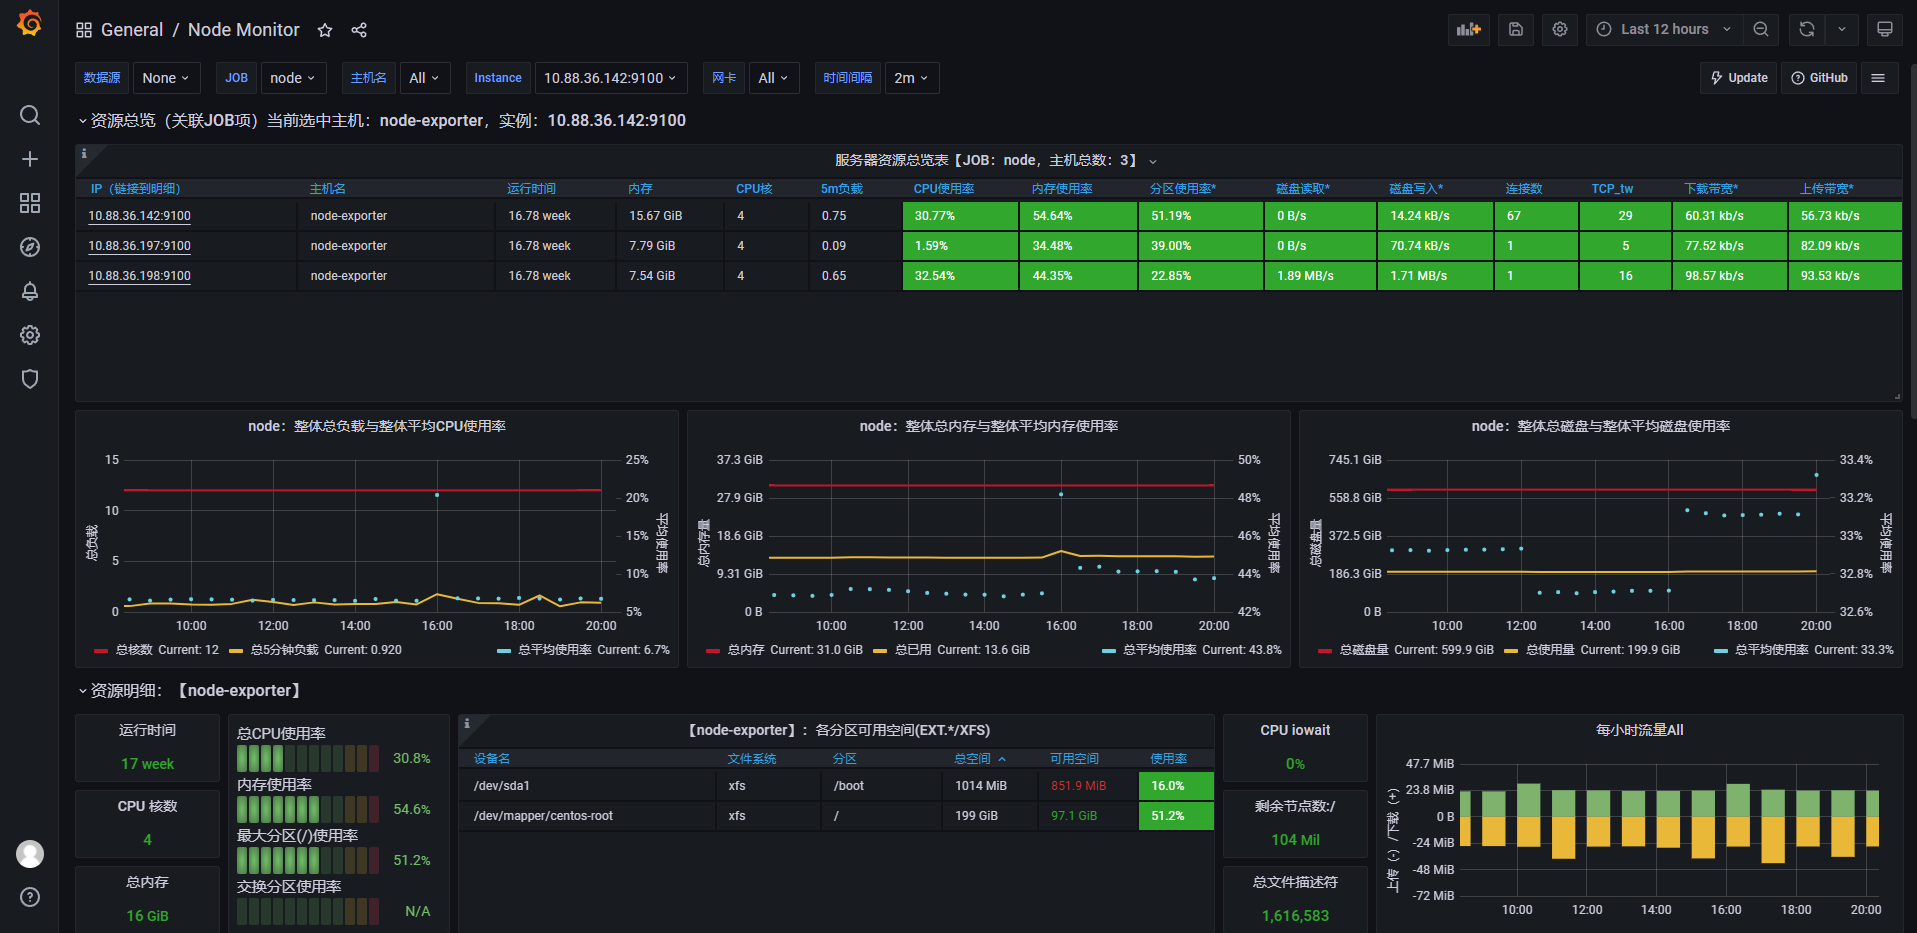 General / Node Monitor
Last 12 hours
数据源 None JOB node 主机名 All Instance 10.88.36.142:9100 网卡 All 时间间隔 2m Update GitHub
资源总览（关联JOB项）当前选中主机：node-exporter，实例：10.88.36.142:9100
服务器资源总览表【JOB：node，主机总数：3】
IP（链接到明细） 主机名 运行时间 内存 CPU核 5m负载 CPU使用率 内存使用率 分区使用率* 磁盘读取* 磁盘写入* 连接数 TCP_tw 下载带宽* 上传带宽*
10.88.36.142:9100 node-exporter 16.78 week 15.67 GiB 4 0.75 30.77% 54.64% 51.19% 0 B/s 14.24 kB/s 67 29 60.31 kb/s 56.73 kb/s
10.88.36.197:9100 node-exporter 16.78 week 7.79 GiB 4 0.09 1.59% 34.48% 39.00% 0 B/s 70.74 kB/s 1 5 77.52 kb/s 82.09 kb/s
10.88.36.198:9100 node-exporter 16.78 week 7.54 GiB 4 0.65 32.54% 44.35% 22.85% 1.89 MB/s 1.71 MB/s 1 16 98.57 kb/s 93.53 kb/s
node：整体总负载与整体平均CPU使用率
15 25%
20%
10
15%
5
10%
0 5%
总负载
整体平均使用率
10:00 12:00 14:00 16:00 18:00 20:00
总核数 Current: 12 总5分钟负载 Current: 0.920 总平均使用率 Current: 6.7%
node：整体总内存与整体平均内存使用率
37.3 GiB 50%
27.9 GiB 48%
18.6 GiB 46%
9.31 GiB 44%
0 B 42%
总内存量
整体平均使用率
10:00 12:00 14:00 16:00 18:00 20:00
总内存 Current: 31.0 GiB 总已用 Current: 13.6 GiB 总平均使用率 Current: 43.8%
node：整体总磁盘与整体平均磁盘使用率
745.1 GiB 33.4%
558.8 GiB 33.2%
372.5 GiB 33%
186.3 GiB 32.8%
0 B 32.6%
总磁盘量
整体平均使用率
10:00 12:00 14:00 16:00 18:00 20:00
总磁盘量 Current: 599.9 GiB 总使用量 Current: 199.9 GiB 总平均使用率 Current: 33.3%
资源明细：【node-exporter】
运行时间
17 week
CPU 核数
4
总内存
16 GiB
总CPU使用率
30.8%
内存使用率
54.6%
最大分区(/)使用率
51.2%
交换分区使用率
N/A
【node-exporter】：各分区可用空间(EXT.*/XFS)
设备名 文件系统 分区 总空间 可用空间 使用率
/dev/sda1 xfs /boot 1014 MiB 851.9 MiB 16.0%
/dev/mapper/centos-root xfs / 199 GiB 97.1 GiB 51.2%
CPU iowait
0%
剩余节点数:/
104 Mil
总文件描述符
1,616,583
每小时流量All
47.7 MiB
23.8 MiB
0 B
-24 MiB
-48 MiB
-72 MiB
上传（-）/下载（+）
10:00 12:00 14:00 16:00 18:00 20:00